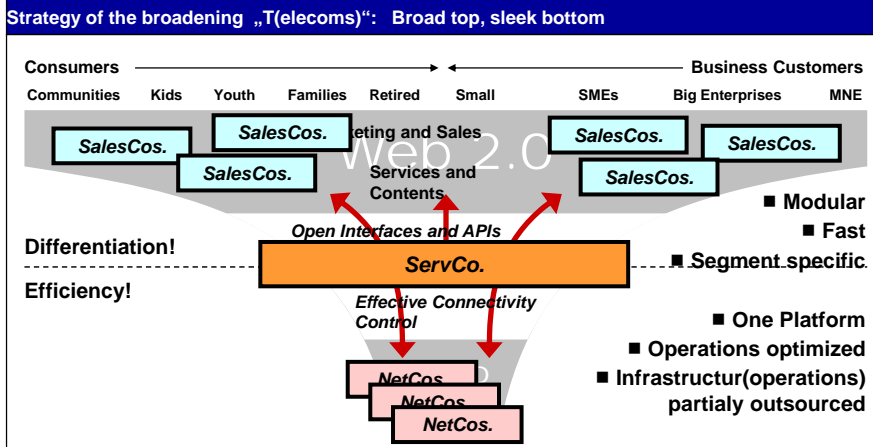 Strategy of the broadening „T(elecoms)“: Broad top, sleek bottom
Consumers Business Customers
Communities Kids Youth Families Retired Small SMEs Big Enterprises MNE
SalesCos. SalesCos. keting and Sales SalesCos. SalesCos.
Web 2.0
SalesCos. Services and SalesCos.
Contents
■ Modular
Open Interfaces and APIs ■ Fast
Differentiation! ServCo. ■ Segment specific
Efficiency!
Effective Connectivity
Control
■ One Platform
■ Operations optimized
NetCos. ■ Infrastructur(operations)
NetCos. partialy outsourced
NetCos.